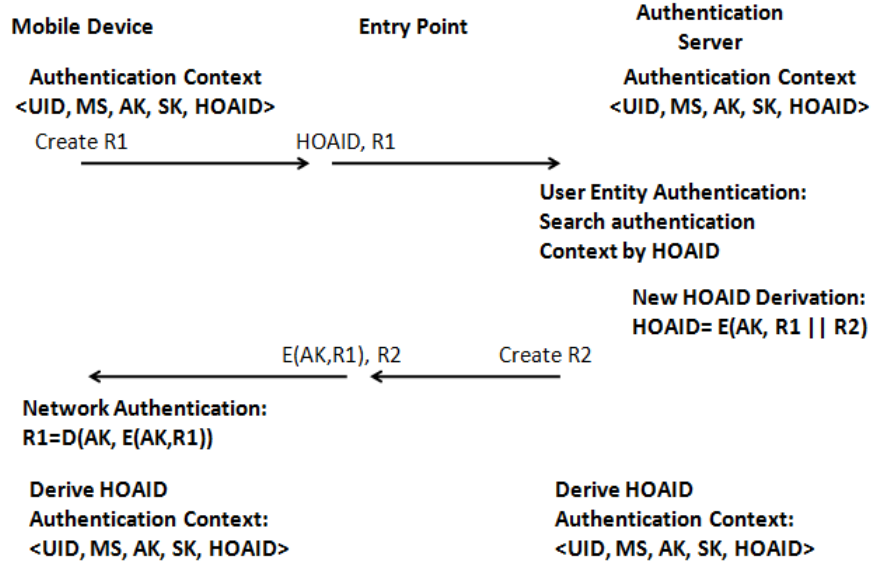 Mobile Device
Entry Point
Authentication
Server
Authentication Context
<UID, MS, AK, SK, HOAID>
Authentication Context
<UID, MS, AK, SK, HOAID>
Create R1
HOAID, R1
User Entity Authentication:
Search authentication
Context by HOAID
New HOAID Derivation:
HOAID= E(AK, R1 || R2)
E(AK,R1), R2
Create R2
Network Authentication:
R1=D(AK, E(AK,R1))
Derive HOAID
Authentication Context:
<UID, MS, AK, SK, HOAID>
Derive HOAID
Authentication Context:
<UID, MS, AK, SK, HOAID>